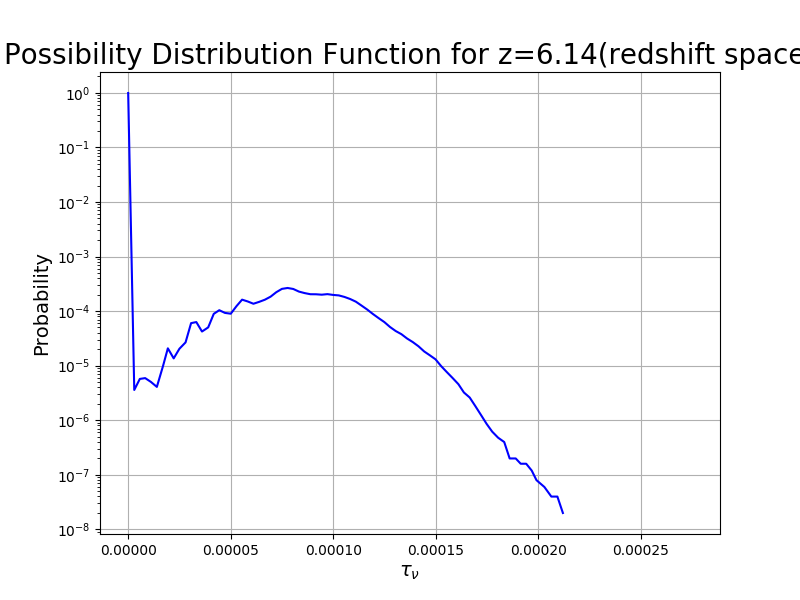 Possibility Distribution Function for z=6.14(redshift space
Probability
10⁰
10⁻¹
10⁻²
10⁻³
10⁻⁴
10⁻⁵
10⁻⁶
10⁻⁷
10⁻⁸
0.00000 0.00005 0.00010 0.00015 0.00020 0.00025
τ_ν